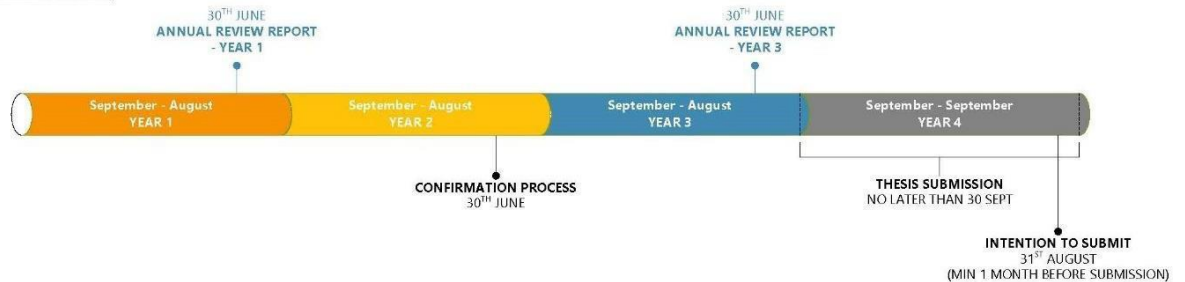 30TH JUNE
ANNUAL REVIEW REPORT
- YEAR 1
30TH JUNE
ANNUAL REVIEW REPORT
- YEAR 3
September - August
YEAR 1
September - August
YEAR 2
September - August
YEAR 3
September - September
YEAR 4
CONFIRMATION PROCESS
30TH JUNE
THESIS SUBMISSION
NO LATER THAN 30 SEPT
INTENTION TO SUBMIT
31ST AUGUST
(MIN 1 MONTH BEFORE SUBMISSION)